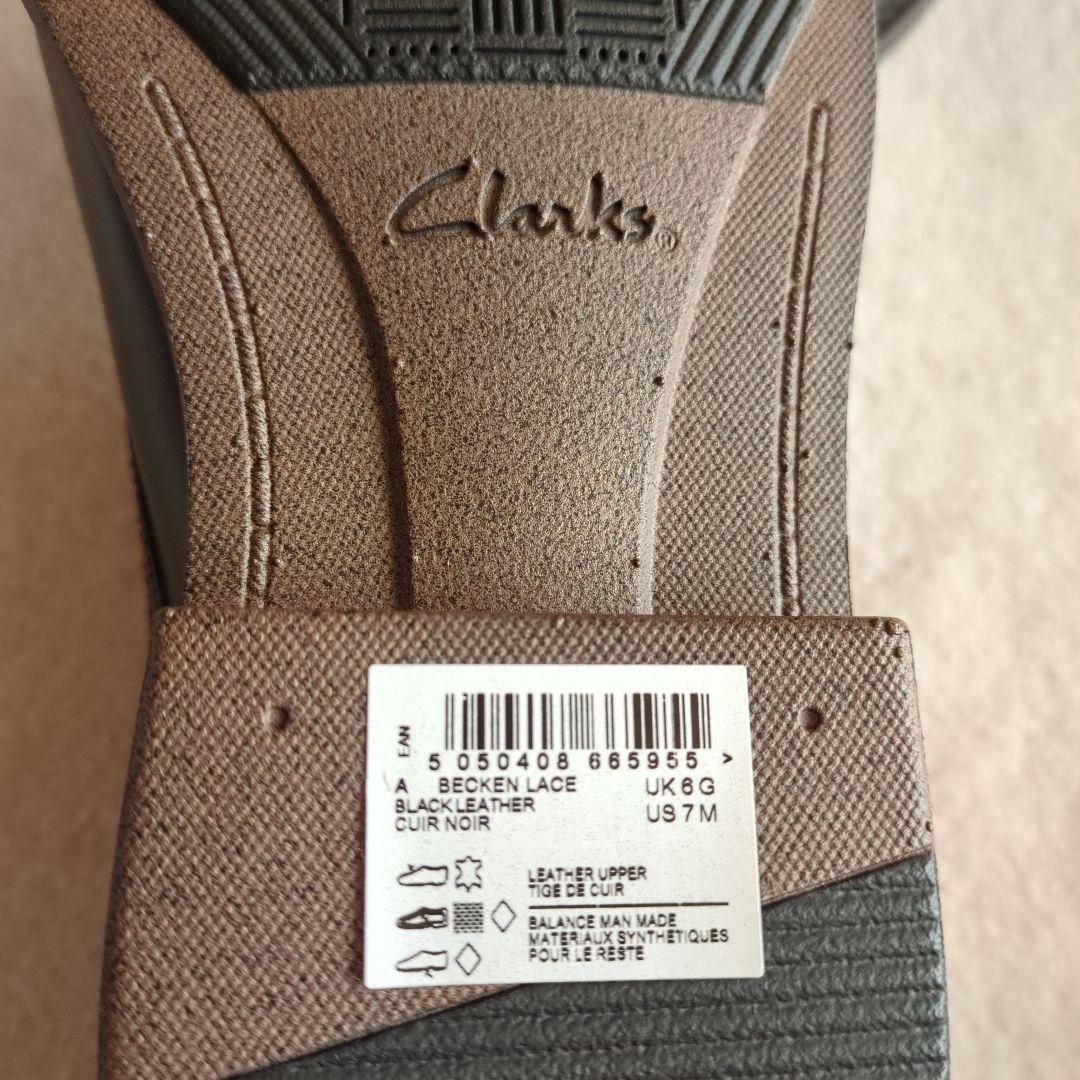 Clarks®
EAN
5 050408 665955 >
A BECKEN LACE UK 6 G
BLACK LEATHER US 7 M
CUIR NOIR
LEATHER UPPER
TIGE DE CUIR
BALANCE MAN MADE
MATERIAUX SYNTHÉTIQUES
POUR LE RESTE